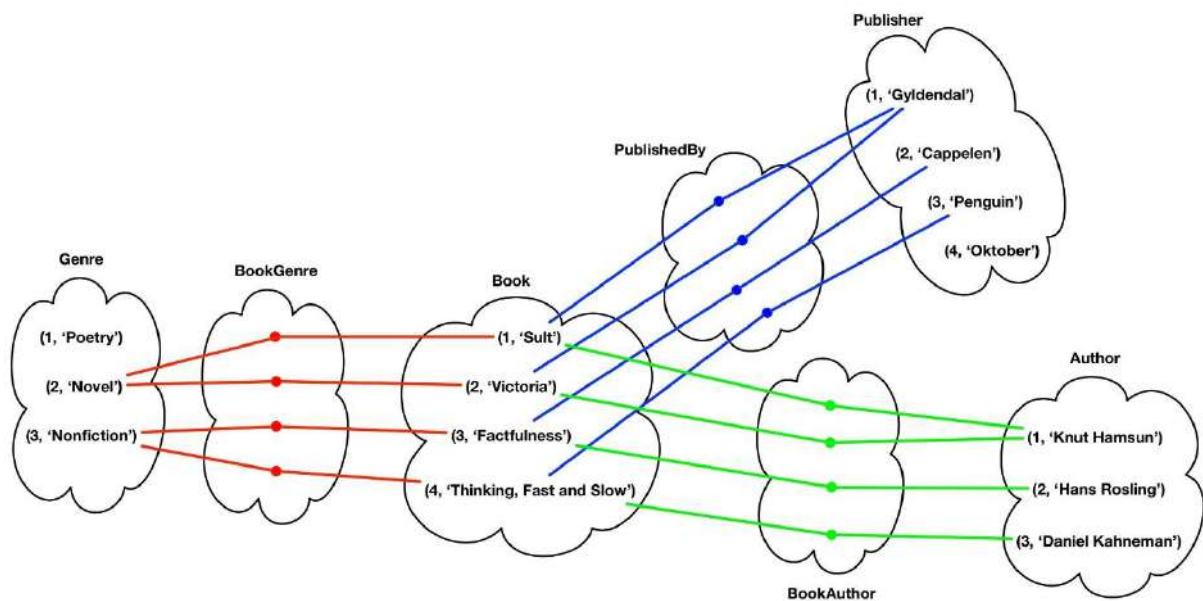 Publisher
(1, ‘Gyldendal’)
(2, ‘Cappelen’)
(3, ‘Penguin’)
(4, ‘Oktober’)
PublishedBy
Genre
(1, ‘Poetry’)
(2, ‘Novel’)
(3, ‘Nonfiction’)
BookGenre
Book
(1, ‘Sult’)
(2, ‘Victoria’)
(3, ‘Factfulness’)
(4, ‘Thinking, Fast and Slow’)
Author
(1, ‘Knut Hamsun’)
(2, ‘Hans Rosling’)
(3, ‘Daniel Kahneman’)
BookAuthor